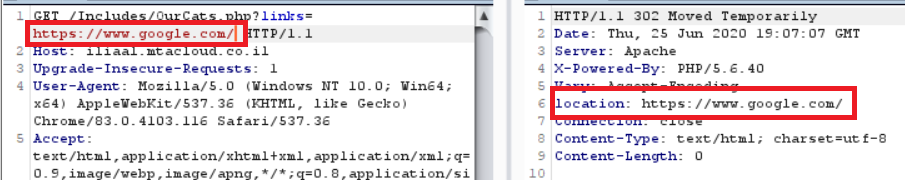 1 GET /Includes/OurCats.php?links=
https://www.google.com/ HTTP/1.1
2 Host: iliaal.mtacloud.co.il
3 Upgrade-Insecure-Requests: 1
4 User-Agent: Mozilla/5.0 (Windows NT 10.0; Win64;
x64) AppleWebKit/537.36 (KHTML, like Gecko)
Chrome/83.0.4103.116 Safari/537.36
5 Accept:
text/html,application/xhtml+xml,application/xml;q=
0.9,image/webp,image/apng,*/*;q=0.8,application/si
1 HTTP/1.1 302 Moved Temporarily
2 Date: Thu, 25 Jun 2020 19:07:07 GMT
3 Server: Apache
4 X-Powered-By: PHP/5.6.40
5 Vary: Accept-Encoding
6 location: https://www.google.com/
7 Connection: close
8 Content-Type: text/html; charset=utf-8
9 Content-Length: 0
10